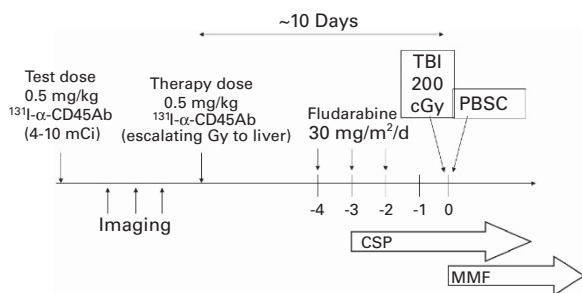 ~10 Days
Test dose
0.5 mg/kg
¹³¹I-α-CD45Ab
(4-10 mCi)
Therapy dose
0.5 mg/kg
¹³¹I-α-CD45Ab
(escalating Gy to liver)
Fludarabine
30 mg/m²/d
TBI
200
cGy
PBSC
Imaging
-4 -3 -2 -1 0
CSP
MMF